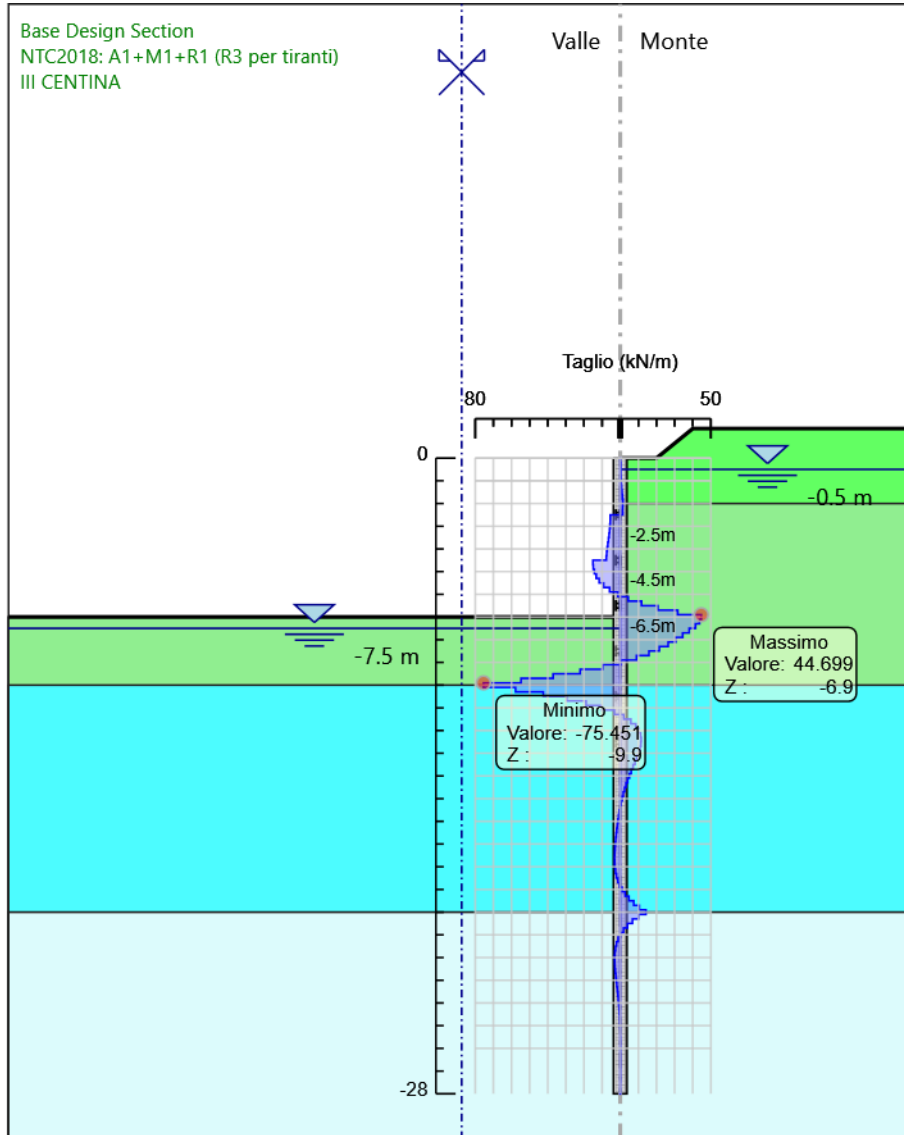 Base Design Section
NTC2018: A1+M1+R1 (R3 per tiranti)
III CENTINA
Valle
Monte
Taglio (kN/m)
80
50
0
-0.5 m
-2.5m
-4.5m
-6.5m
-7.5 m
Massimo
Valore: 44.699
Z : -6.9
Minimo
Valore: -75.451
Z : -9.9
-28